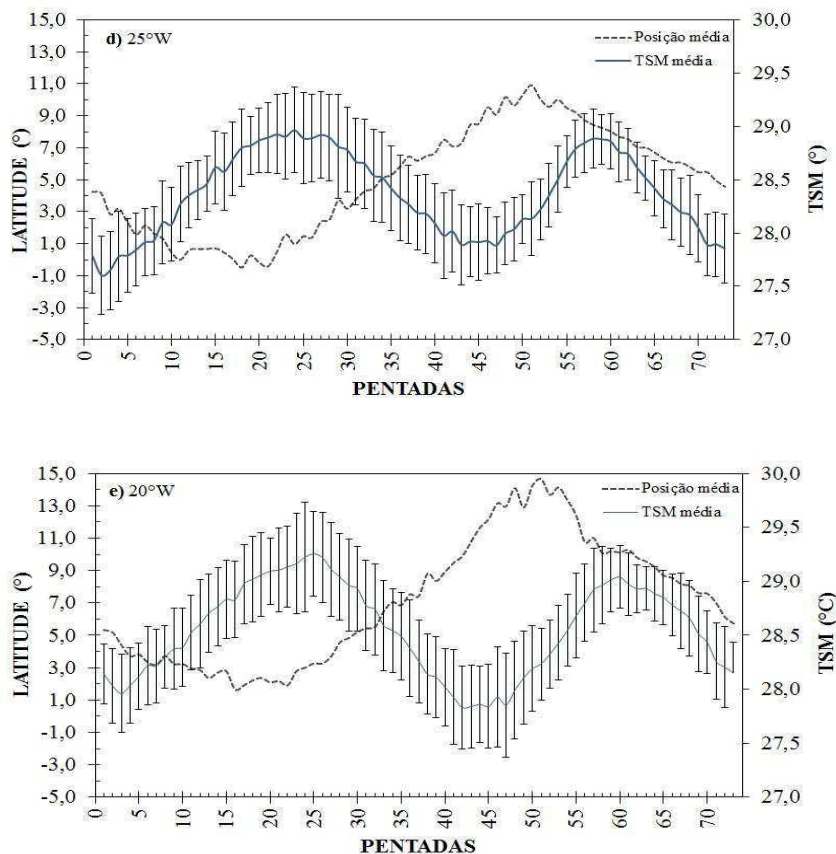 d) 25°W
Posição média
TSM média
LATITUDE (°)
15,0
13,0
11,0
9,0
7,0
5,0
3,0
1,0
-1,0
-3,0
-5,0
30,0
29,5
29,0
28,5
28,0
27,5
27,0
TSM (°)
0 5 10 15 20 25 30 35 40 45 50 55 60 65 70
PENTADAS
e) 20°W
Posição média
TSM média
LATITUDE (°)
15,0
13,0
11,0
9,0
7,0
5,0
3,0
1,0
-1,0
-3,0
-5,0
30,0
29,5
29,0
28,5
28,0
27,5
27,0
TSM (°C)
0 5 10 15 20 25 30 35 40 45 50 55 60 65 70
PENTADAS